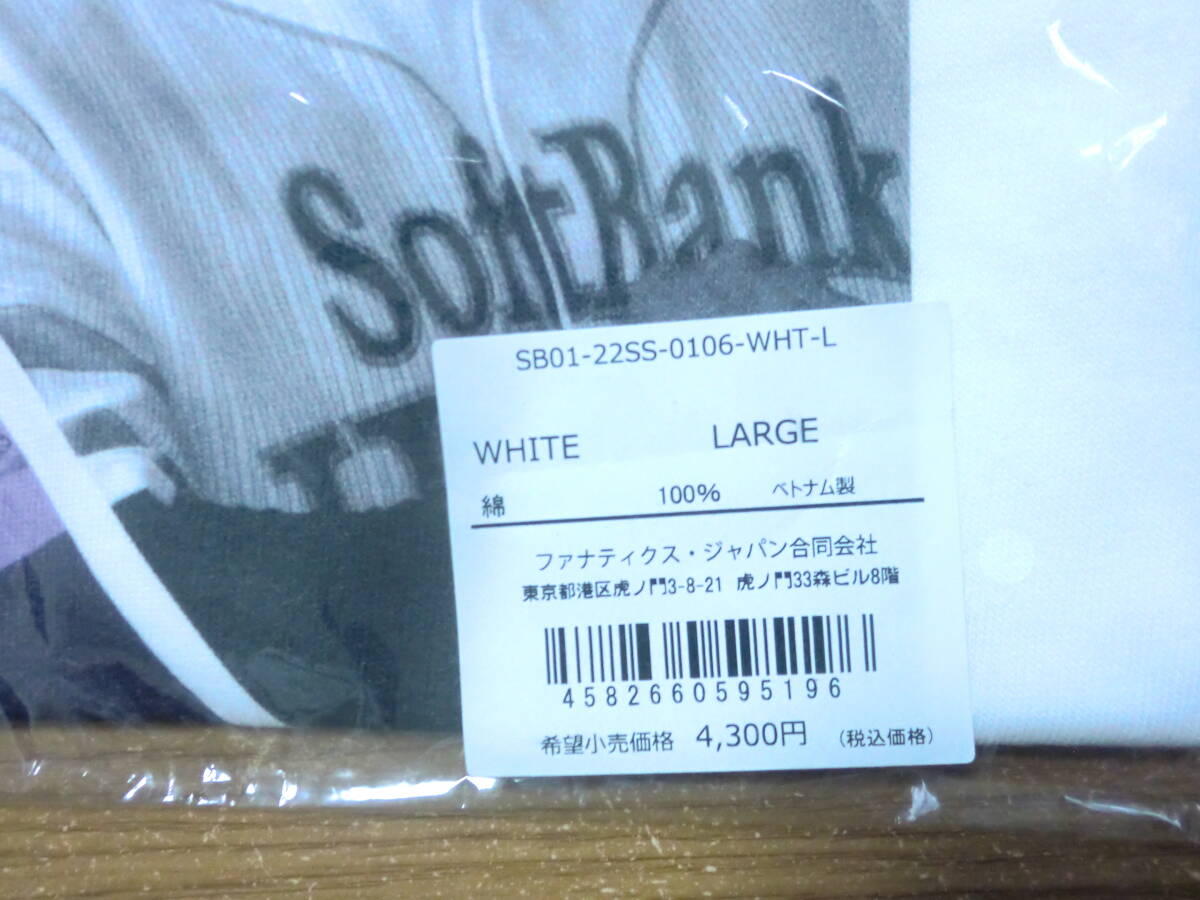 SoftBank
SB01-22SS-0106-WHT-L
WHITE LARGE
綿 100% ベトナム製
ファナティクス・ジャパン合同会社
東京都港区虎ノ門3-8-21 虎ノ門33森ビル8階
4582660595196
希望小売価格 4,300円 (税込価格)